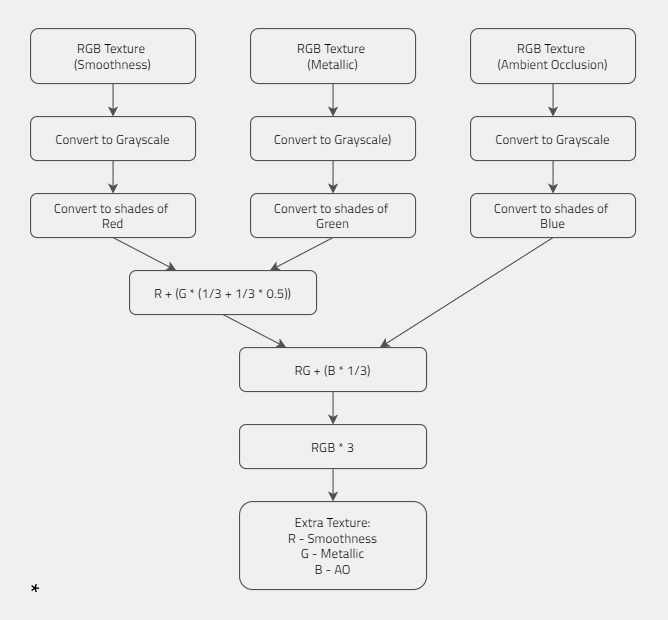 RGB Texture
(Smoothness)
RGB Texture
(Metallic)
RGB Texture
(Ambient Occlusion)
Convert to Grayscale
Convert to Grayscale)
Convert to Grayscale
Convert to shades of
Red
Convert to shades of
Green
Convert to shades of
Blue
R + (G * (1/3 + 1/3 * 0.5))
RG + (B * 1/3)
RGB * 3
Extra Texture:
R - Smoothness
G - Metallic
B - AO
*